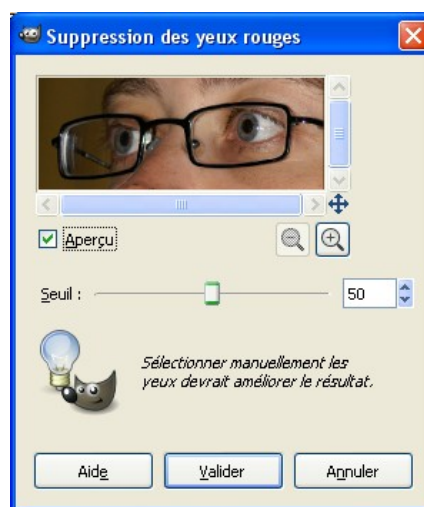 Suppression des yeux rouges
Aperçu
Seuil : 50
Sélectionner manuellement les
yeux devrait améliorer le résultat.
Aide Valider Annuler